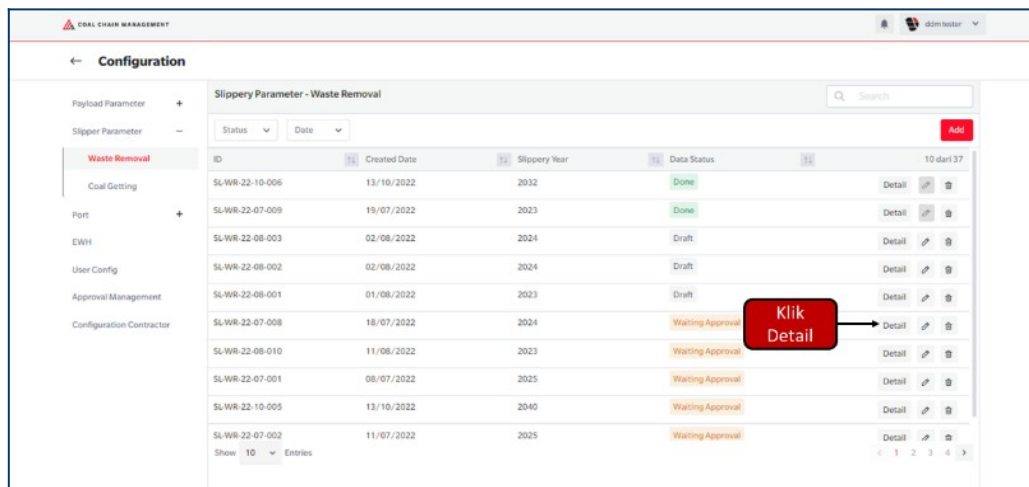 COAL CHAIN MANAGEMENT
ddm tester
Configuration
Payload Parameter +
Slipper Parameter −
Waste Removal
Coal Getting
Port +
EWH
User Config
Approval Management
Configuration Contractor
Slippery Parameter - Waste Removal
Search
Status
Date
Add
ID Created Date Slippery Year Data Status 10 dari 37
SL-WR-22-10-006 13/10/2022 2032 Done Detail
SL-WR-22-07-009 19/07/2022 2023 Done Detail
SL-WR-22-08-003 02/08/2022 2024 Draft Detail
SL-WR-22-08-002 02/08/2022 2024 Draft Detail
SL-WR-22-08-001 01/08/2022 2023 Draft Detail
SL-WR-22-07-008 18/07/2022 2024 Waiting Approval Detail
SL-WR-22-08-010 11/08/2022 2023 Waiting Approval Detail
SL-WR-22-07-001 08/07/2022 2025 Waiting Approval Detail
SL-WR-22-10-005 13/10/2022 2040 Waiting Approval Detail
SL-WR-22-07-002 11/07/2022 2025 Waiting Approval Detail
Klik
Detail
Show 10 Entries
< 1 2 3 4 >